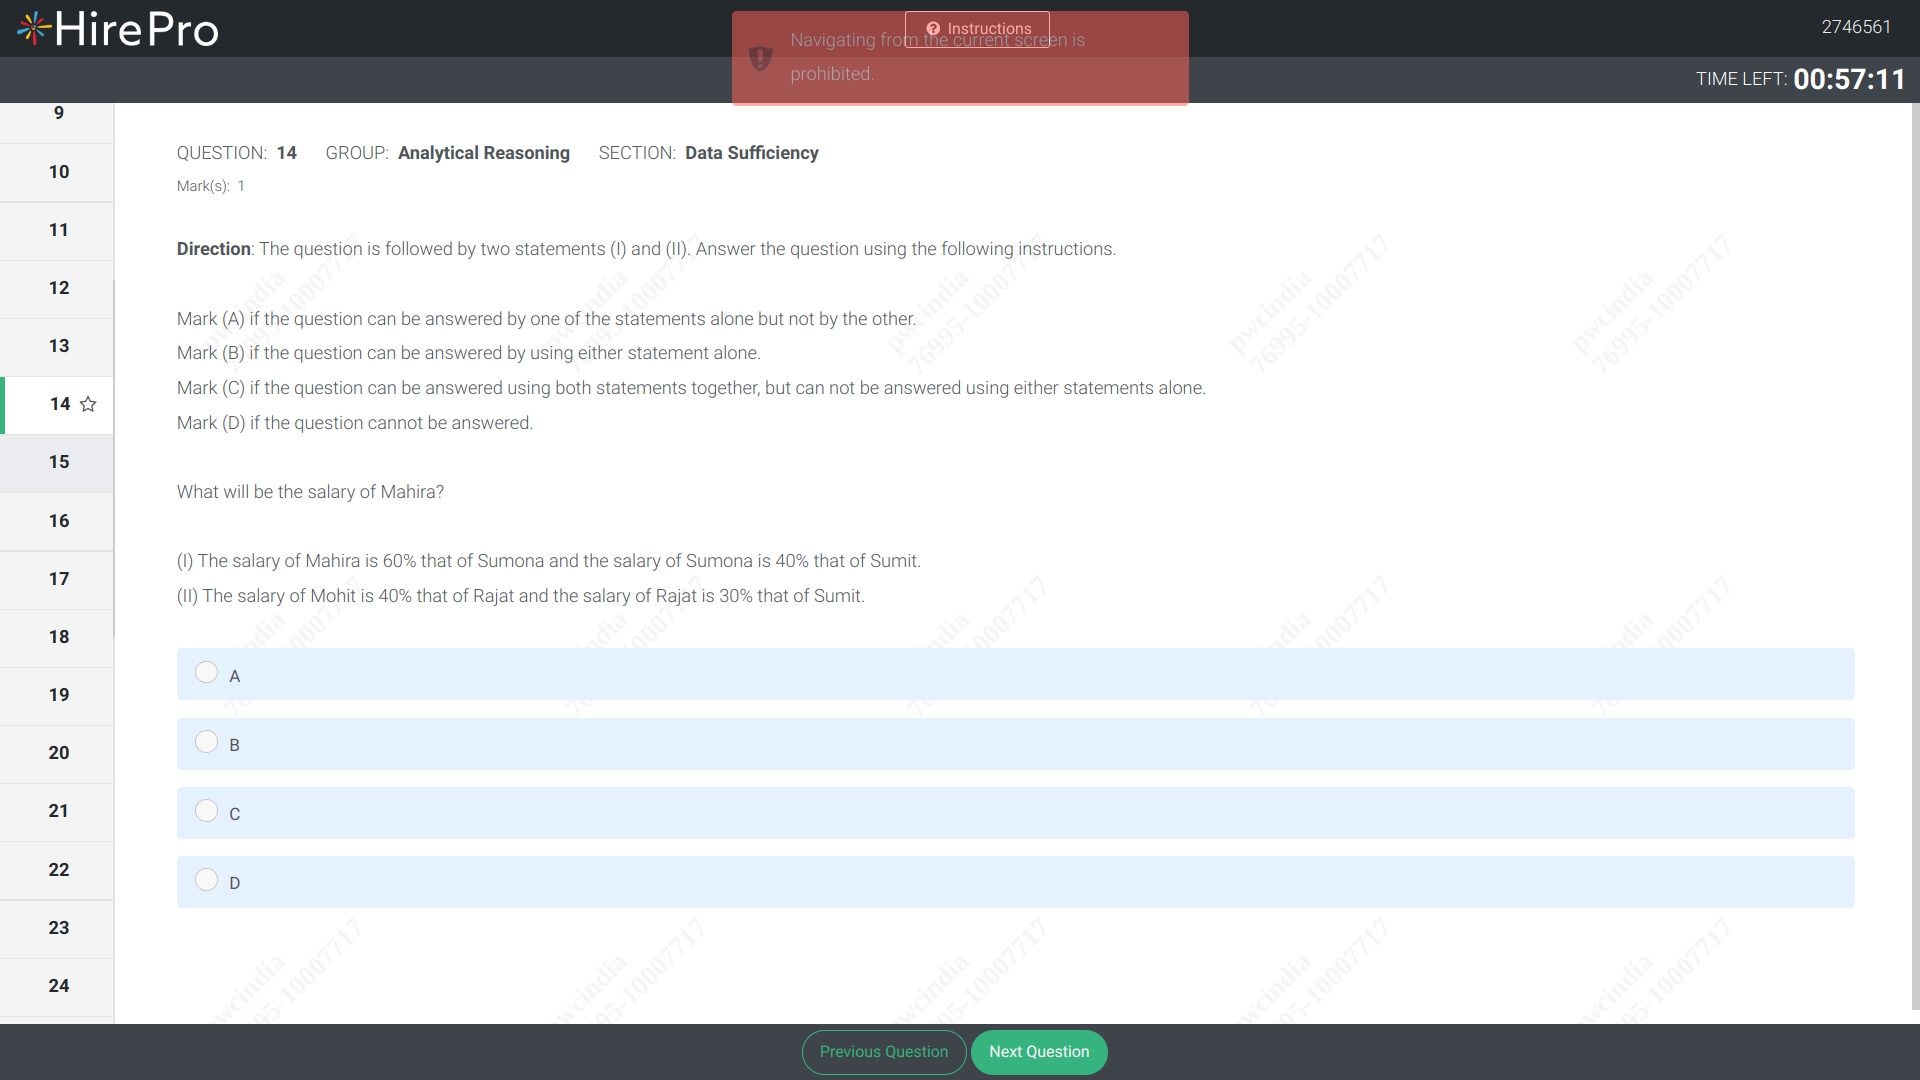 HirePro
Instructions
Navigating from the current screen is
prohibited.
2746561
TIME LEFT: 00:57:11
9
10
11
12
13
14
15
16
17
18
19
20
21
22
23
24
QUESTION: 14 GROUP: Analytical Reasoning SECTION: Data Sufficiency
Mark(s): 1
Direction: The question is followed by two statements (I) and (II). Answer the question using the following instructions.
Mark (A) if the question can be answered by one of the statements alone but not by the other.
Mark (B) if the question can be answered by using either statement alone.
Mark (C) if the question can be answered using both statements together, but can not be answered using either statements alone.
Mark (D) if the question cannot be answered.
What will be the salary of Mahira?
(I) The salary of Mahira is 60% that of Sumona and the salary of Sumona is 40% that of Sumit.
(II) The salary of Mohit is 40% that of Rajat and the salary of Rajat is 30% that of Sumit.
A
B
C
D
pwcindia
76995-10007717
Previous Question
Next Question